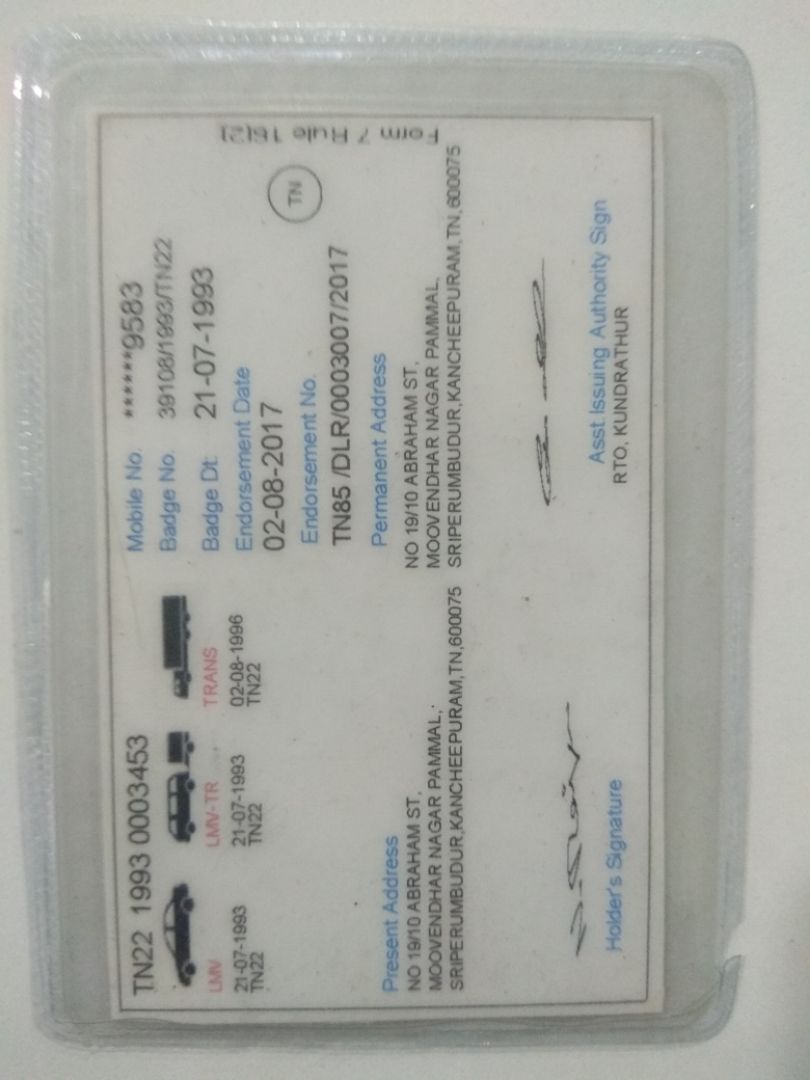 Form 7 Rule 16(2)
TN22 1993 0003453
LMV
21-07-1993
TN22
LMV-TR
21-07-1993
TN22
TRANS
02-08-1996
TN22
Mobile No. ******9583
Badge No. 39108/1993/TN22
Badge Dt. 21-07-1993
Endorsement Date
02-08-2017
TN
Endorsement No.
TN85 /DLR/0003007/2017
Present Address
NO 19/10 ABRAHAM ST,
MOOVENDHAR NAGAR PAMMAL,
SRIPERUMBUDUR,KANCHEEPURAM,TN,600075
Permanent Address
NO 19/10 ABRAHAM ST,
MOOVENDHAR NAGAR PAMMAL,
SRIPERUMBUDUR,KANCHEEPURAM,TN,600075
Holder's Signature
Asst.Issuing Authority Sign
RTO, KUNDRATHUR